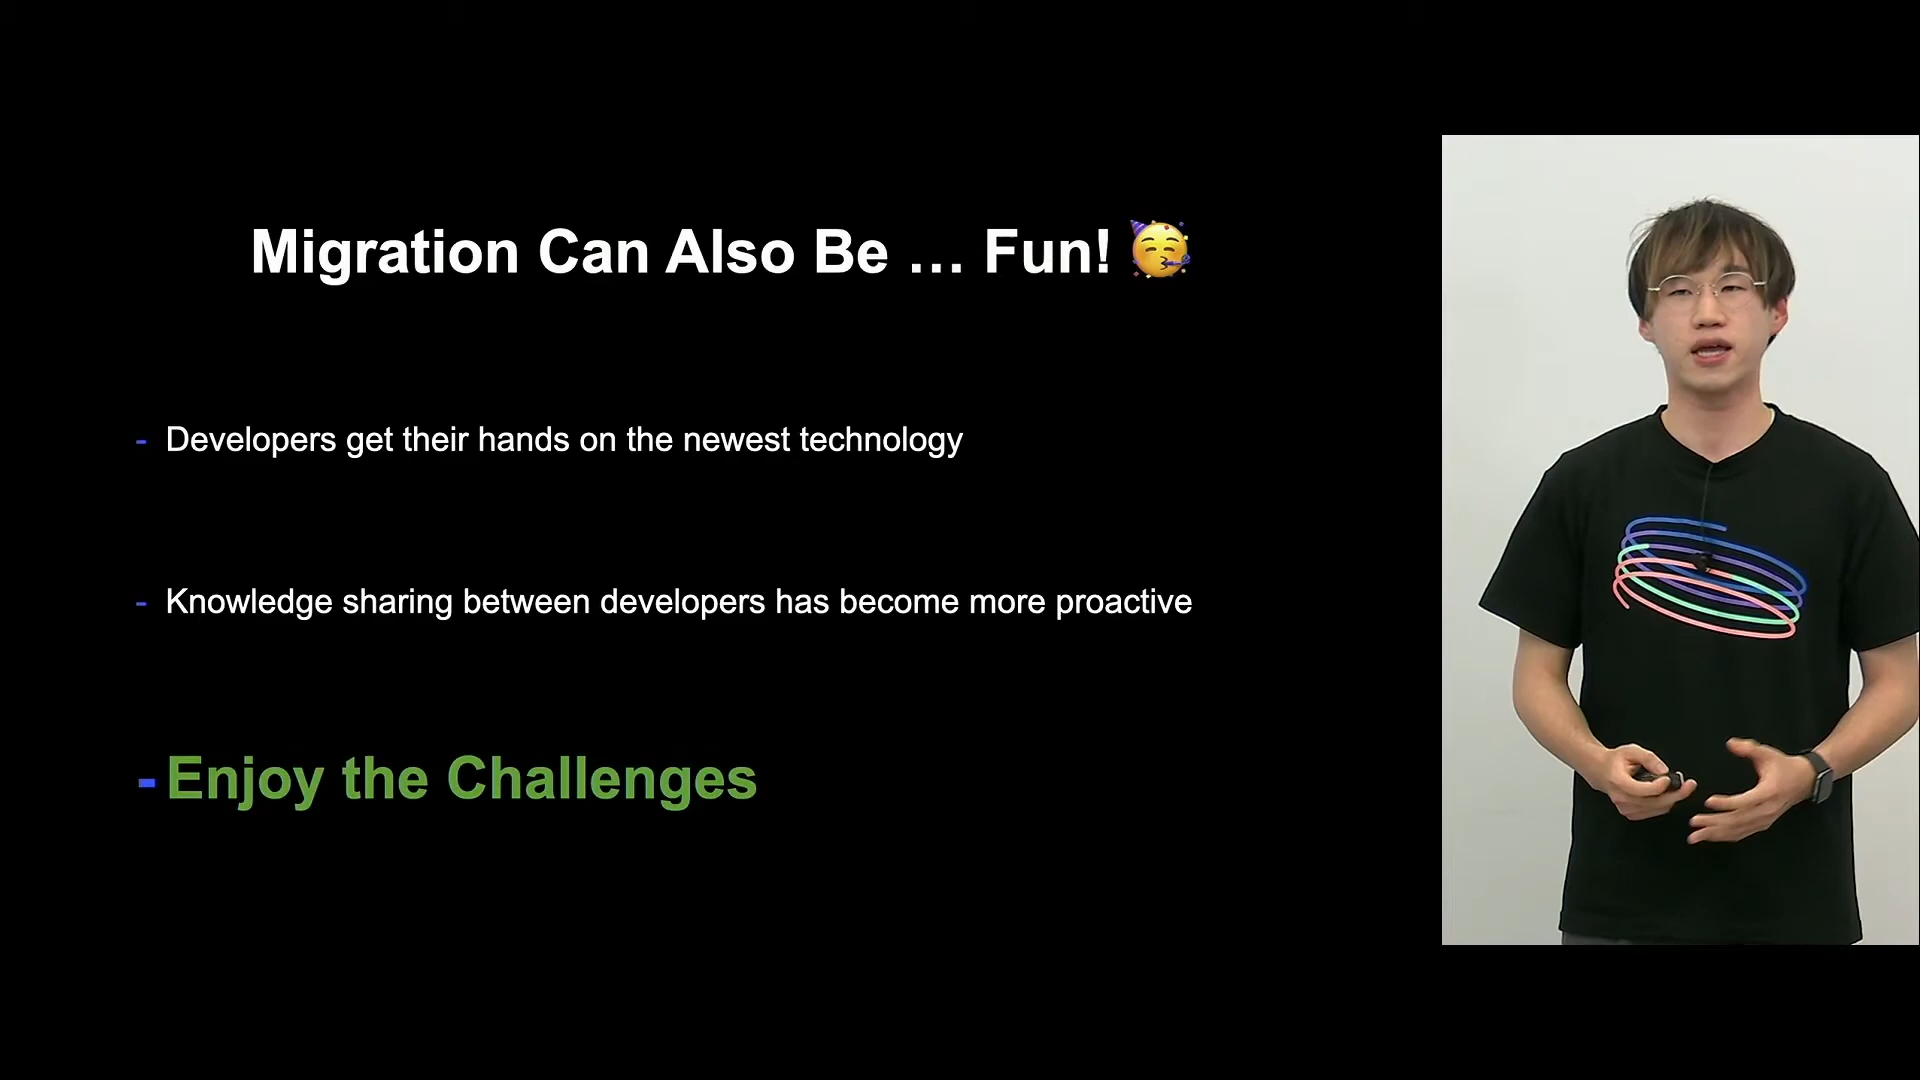 Migration Can Also Be … Fun! 🥳
- Developers get their hands on the newest technology
- Knowledge sharing between developers has become more proactive
- Enjoy the Challenges